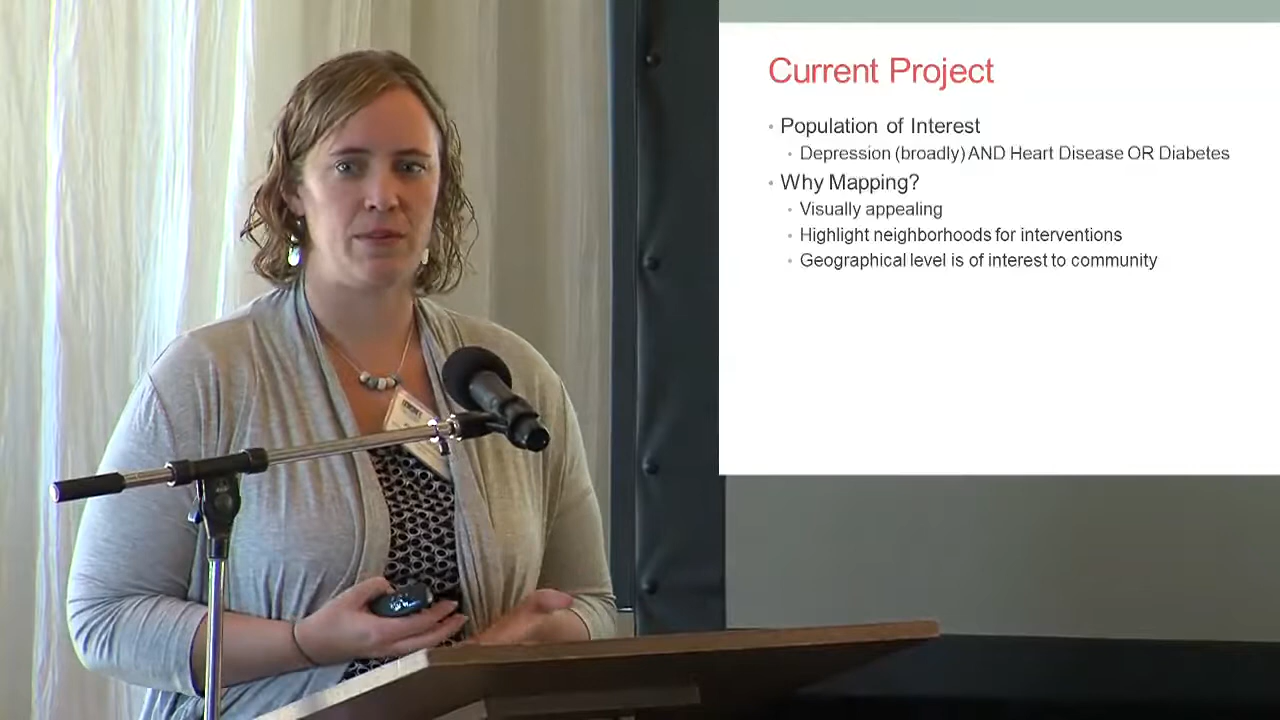 Current Project
• Population of Interest
• Depression (broadly) AND Heart Disease OR Diabetes
• Why Mapping?
• Visually appealing
• Highlight neighborhoods for interventions
• Geographical level is of interest to community